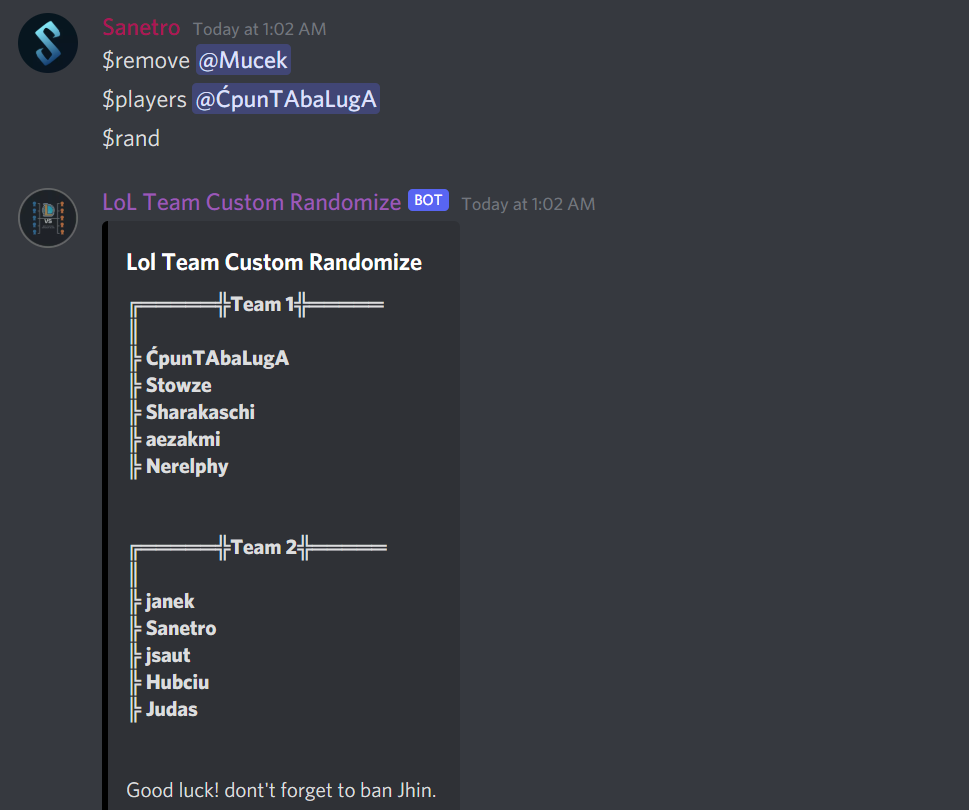 Sanetro Today at 1:02 AM
$remove @Mucek
$players @ĆpunTAbaLugA
$rand
LoL Team Custom Randomize BOT Today at 1:02 AM
VS
Lol Team Custom Randomize
╔══════╬Team 1╬══════
║
╠ ĆpunTAbaLugA
╠ Stowze
╠ Sharakaschi
╠ aezakmi
╠ Nerelphy
╔══════╬Team 2╬══════
║
╠ janek
╠ Sanetro
╠ jsaut
╠ Hubciu
╠ Judas
Good luck! dont't forget to ban Jhin.